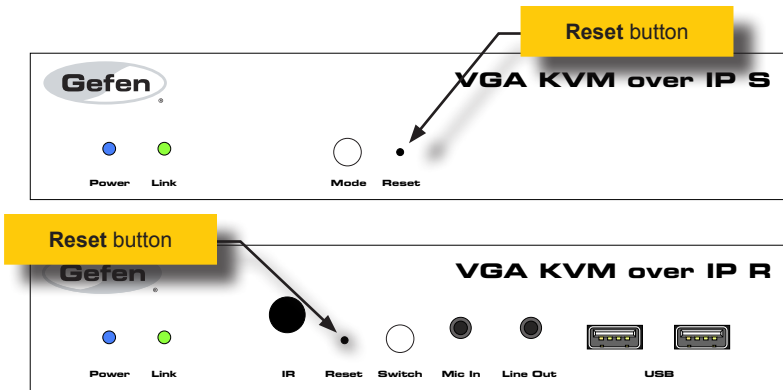 Reset button
Gefen
®
VGA KVM over IP S
Power Link Mode Reset
Reset button
Gefen
®
VGA KVM over IP R
Power Link IR Reset Switch Mic In Line Out USB